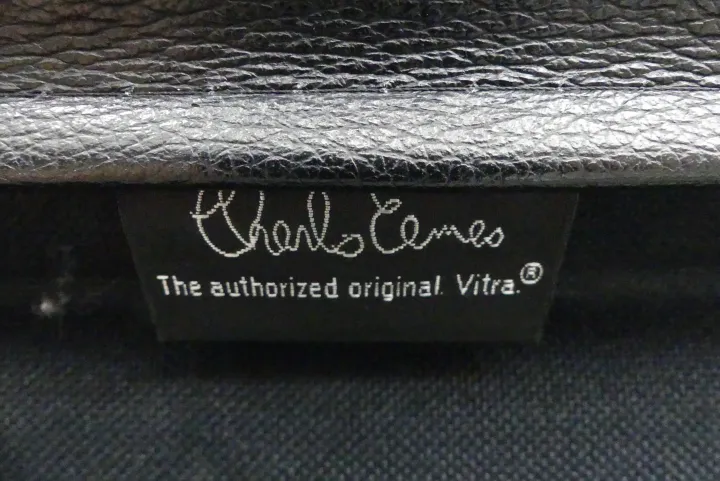 Charles Eames
The authorized original. Vitra.®